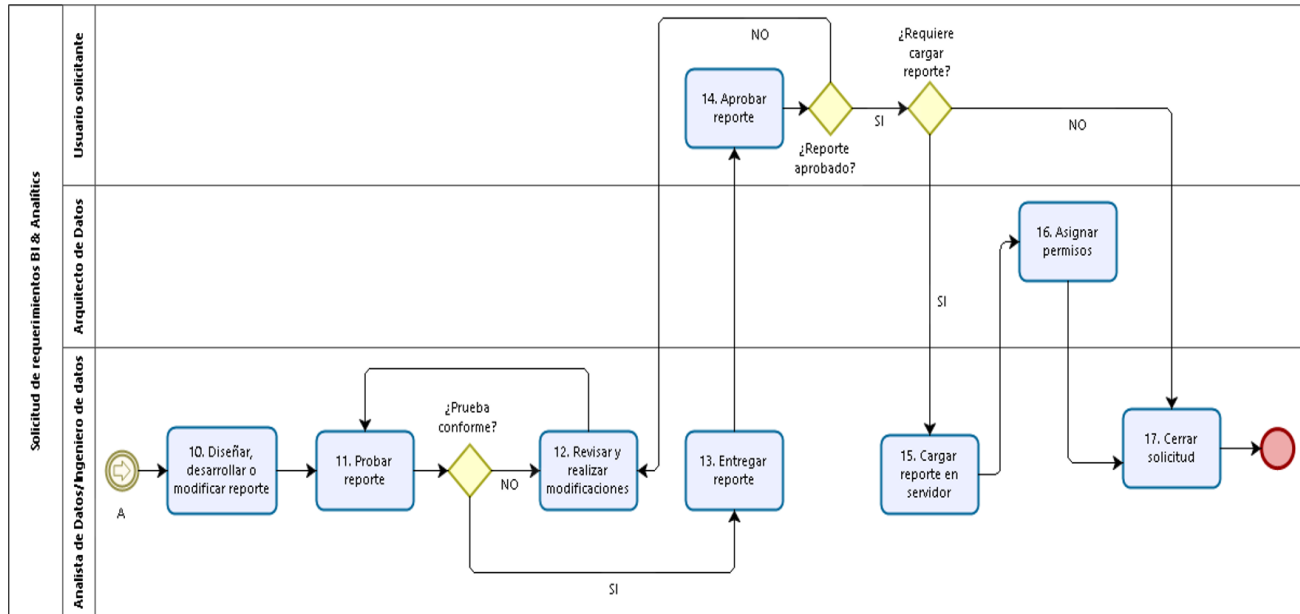 Solicitud de requerimientos BI & Analítics
Usuario solicitante
NO
¿Requiere
cargar
reporte?
14. Aprobar
reporte
SI
NO
¿Reporte
aprobado?
Arquitecto de Datos
16. Asignar
permisos
SI
Analista de Datos/Ingeniero de datos
¿Prueba
conforme?
A
10. Diseñar,
desarrollar o
modificar reporte
11. Probar
reporte
NO
12. Revisar y
realizar
modificaciones
13. Entregar
reporte
15. Cargar
reporte en
servidor
17. Cerrar
solicitud
SI